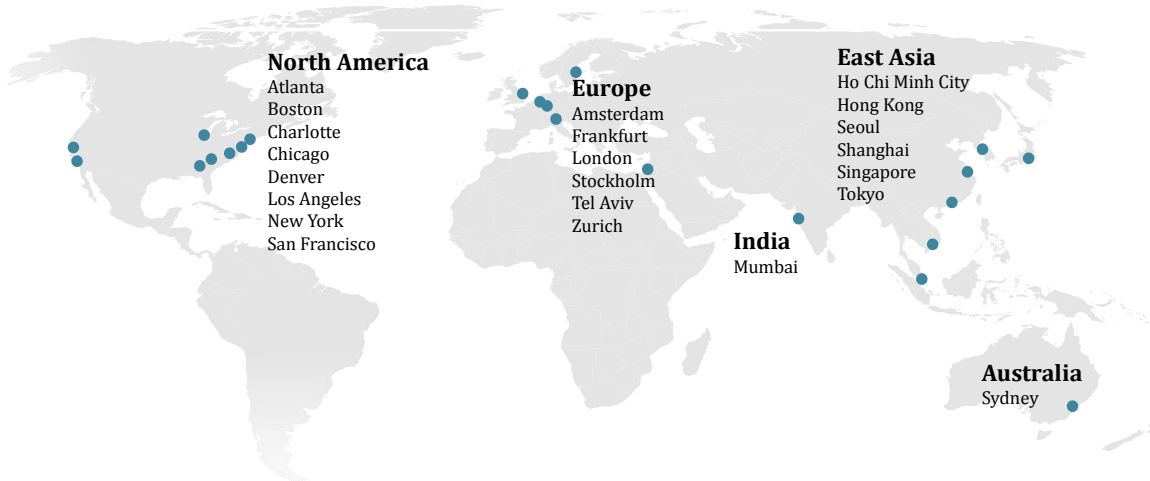 North America
Atlanta
Boston
Charlotte
Chicago
Denver
Los Angeles
New York
San Francisco
Europe
Amsterdam
Frankfurt
London
Stockholm
Tel Aviv
Zurich
India
Mumbai
East Asia
Ho Chi Minh City
Hong Kong
Seoul
Shanghai
Singapore
Tokyo
Australia
Sydney